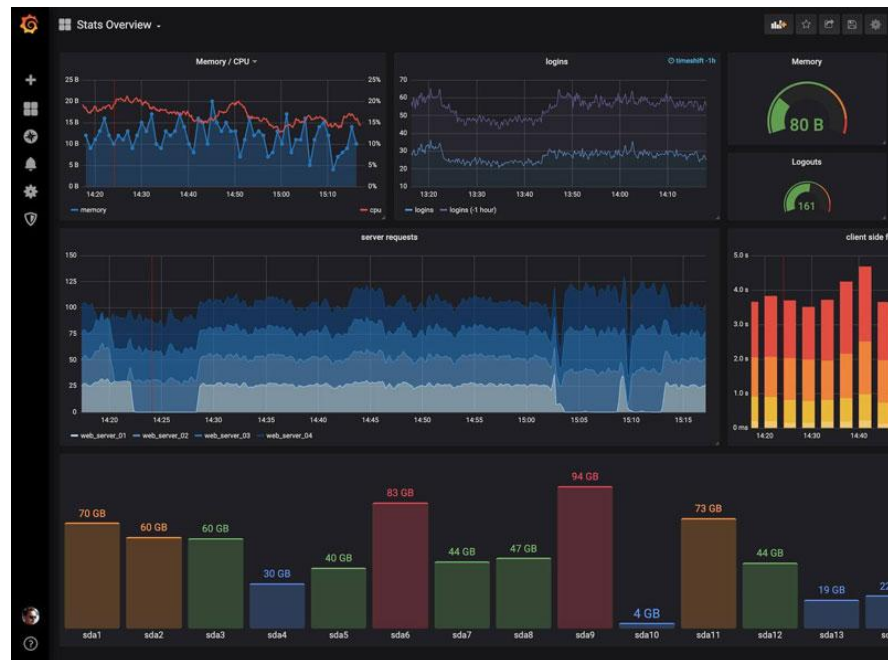 Stats Overview
Memory / CPU
25 B
20 B
15 B
10 B
5 B
0 B
25%
20%
15%
10%
5%
0%
14:20 14:30 14:40 14:50 15:00 15:10
memory cpu
logins
timeshift -1h
70
60
50
40
30
20
10
13:20 13:30 13:40 13:50 14:00 14:10
logins logins (-1 hour)
Memory
80 B
Logouts
161
server requests
150
125
100
75
50
25
0
14:20 14:25 14:30 14:35 14:40 14:45 14:50 14:55 15:00 15:05 15:10 15:15
web_server_01 web_server_02 web_server_03 web_server_04
client side f
5.0 s
4.0 s
3.0 s
2.0 s
1.0 s
0 ms
14:20 14:30 14:40
70 GB 60 GB 60 GB 30 GB 40 GB 83 GB 44 GB 47 GB 94 GB 4 GB 73 GB 44 GB 19 GB 22
sda1 sda2 sda3 sda4 sda5 sda6 sda7 sda8 sda9 sda10 sda11 sda12 sda13